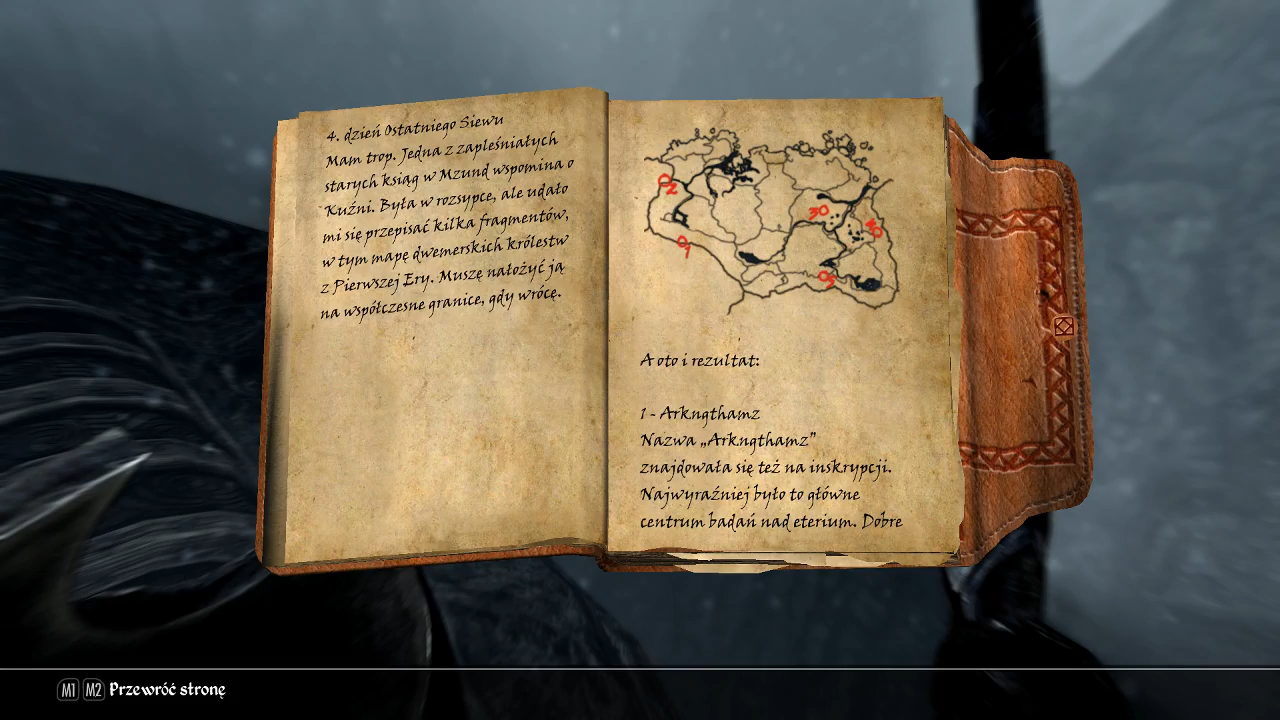 4. dzień Ostatniego Siewu
Mam trop. Jedna z zapleśniałych
starych ksiąg w Mzund wspomina o
Kuźni. Była w rozsypce, ale udało
mi się przepisać kilka fragmentów,
w tym mapę dwemerskich królestw
z Pierwszej Ery. Muszę nałożyć ją
na współczesne granice, gdy wrócę.
A oto i rezultat:
1 - Arkngthamz
Nazwa „Arkngthamz"
znajdowała się też na inskrypcji.
Najwyraźniej było to główne
centrum badań nad eterium. Dobre
M1 M2 Przewróć stronę